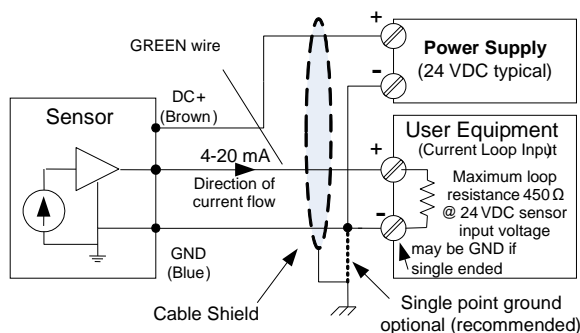 GREEN wire
Sensor
DC+
(Brown)
4-20 mA
Direction of
current flow
GND
(Blue)
Cable Shield
+
-
Power Supply
(24 VDC typical)
User Equipment
(Current Loop Input)
+
-
Maximum loop
resistance 450 Ω
@ 24 VDC sensor
input voltage
may be GND if
single ended
Single point ground
optional (recommended)